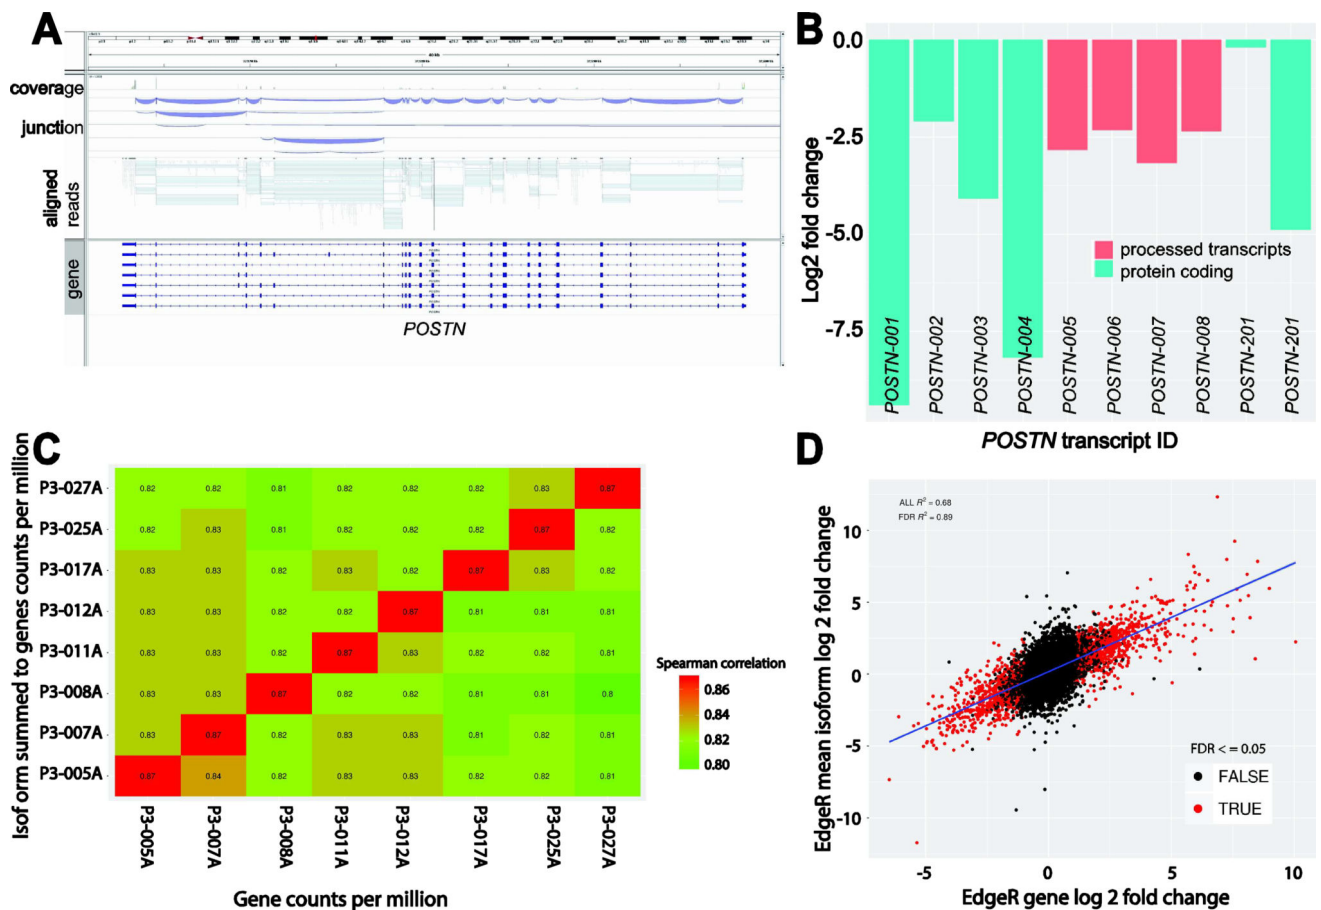 A
coverage
junction
aligned
reads
gene
POSTN
B
0.0
-2.5
-5.0
-7.5
Log2 fold change
processed transcripts
protein coding
POSTN-001
POSTN-002
POSTN-003
POSTN-004
POSTN-005
POSTN-006
POSTN-007
POSTN-008
POSTN-201
POSTN-201
POSTN transcript ID
C
Isof orm summed to genes counts per million
P3-027A 0.82 0.82 0.81 0.82 0.82 0.82 0.83 0.87
P3-025A 0.82 0.83 0.81 0.82 0.82 0.82 0.87 0.82
P3-017A 0.83 0.83 0.82 0.83 0.82 0.87 0.83 0.82
P3-012A 0.83 0.83 0.82 0.82 0.87 0.81 0.81 0.81
P3-011A 0.83 0.83 0.82 0.87 0.83 0.82 0.82 0.81
P3-008A 0.83 0.83 0.87 0.82 0.82 0.81 0.81 0.8
P3-007A 0.83 0.87 0.82 0.83 0.83 0.81 0.82 0.81
P3-005A 0.87 0.84 0.82 0.83 0.83 0.82 0.82 0.81
P3-005A
P3-007A
P3-008A
P3-011A
P3-012A
P3-017A
P3-025A
P3-027A
Gene counts per million
Spearman correlation
0.86
0.84
0.82
0.80
D
EdgeR mean isoform log 2 fold change
ALL R² = 0.68
FDR R² = 0.89
10
5
0
-5
-10
FDR <= 0.05
FALSE
TRUE
-5 0 5 10
EdgeR gene log 2 fold change